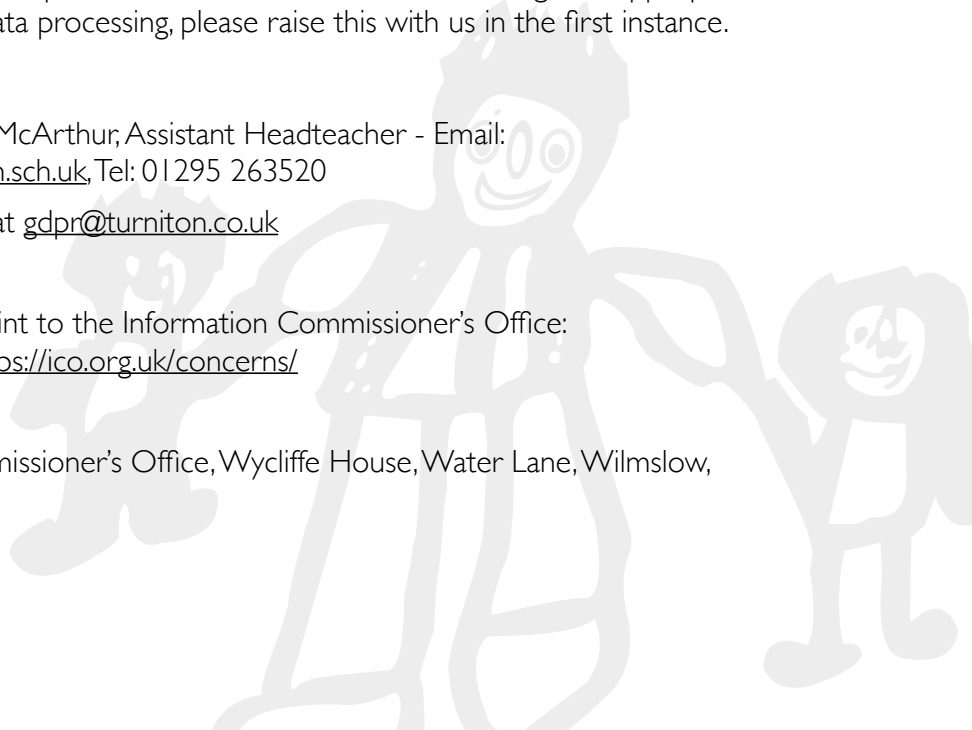 ata processing, please raise this with us in the first instance.
McArthur, Assistant Headteacher - Email:
n.sch.uk, Tel: 01295 263520
at gdpr@turniton.co.uk
int to the Information Commissioner’s Office:
ps://ico.org.uk/concerns/
missioner’s Office, Wycliffe House, Water Lane, Wilmslow,